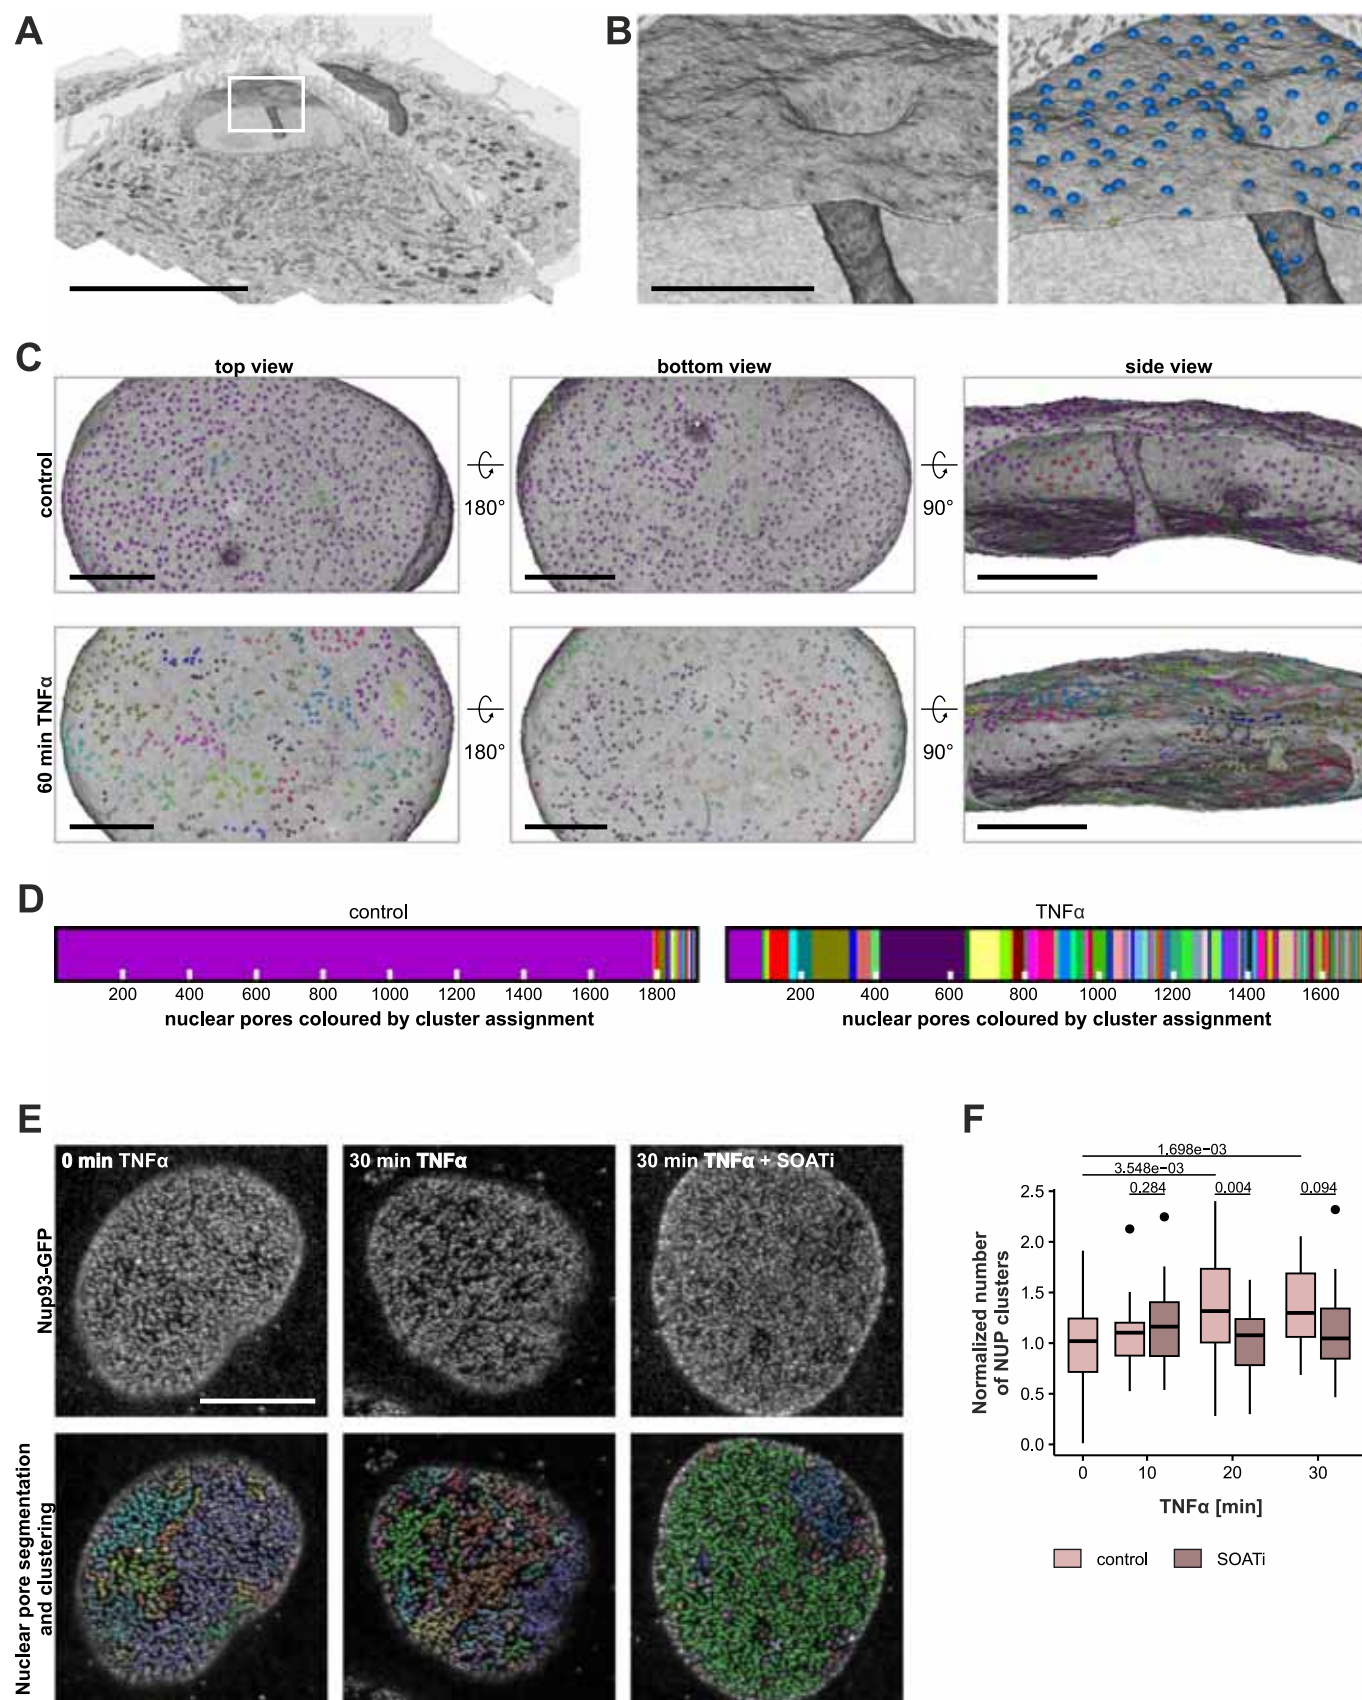 A
B
C
top view
bottom view
side view
control
180°
90°
60 min TNFα
180°
90°
D
control
TNFα
200 400 600 800 1000 1200 1400 1600 1800
200 400 600 800 1000 1200 1400 1600
nuclear pores coloured by cluster assignment
nuclear pores coloured by cluster assignment
E
0 min TNFα
30 min TNFα
30 min TNFα + SOATi
Nup93-GFP
Nuclear pore segmentation
and clustering
F
1.698e−03
3.548e−03
0.284
0.004
0.094
2.5
2.0
1.5
1.0
0.5
0.0
Normalized number
of NUP clusters
0 10 20 30
TNFα [min]
control
SOATi